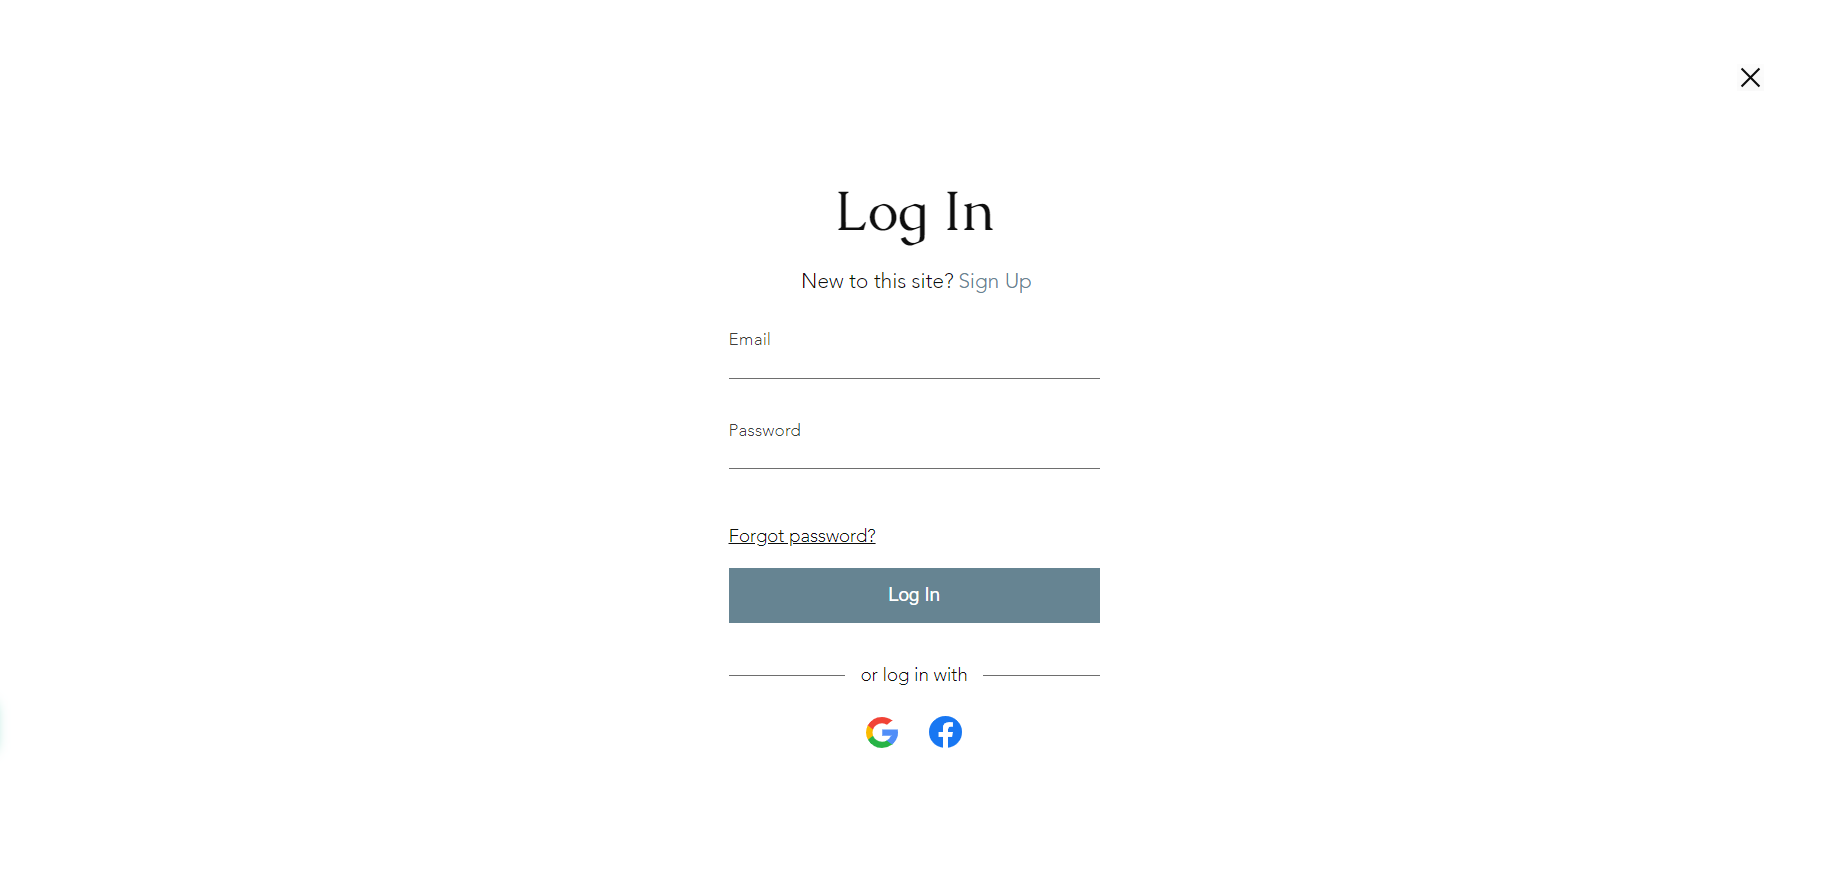 Log In
New to this site? Sign Up
Email
Password
Forgot password?
Log In
or log in with